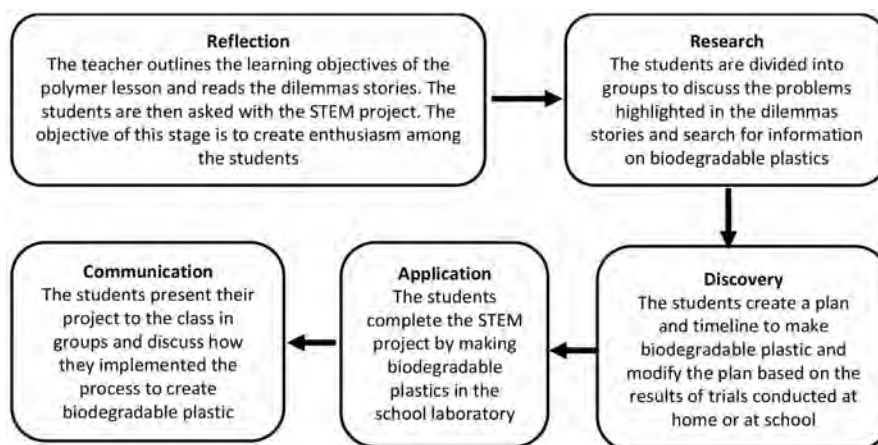 Reflection
The teacher outlines the learning objectives of the
polymer lesson and reads the dilemmas stories. The
students are then asked with the STEM project. The
objective of this stage is to create enthusiasm among
the students
Research
The students are divided into
groups to discuss the problems
highlighted in the dilemmas
stories and search for information
on biodegradable plastics
Discovery
The students create a plan
and timeline to make
biodegradable plastic and
modify the plan based on the
results of trials conducted at
home or at school
Application
The students
complete the STEM
project by making
biodegradable
plastics in the
school laboratory
Communication
The students present their
project to the class in
groups and discuss how
they implemented the
process to create
biodegradable plastic